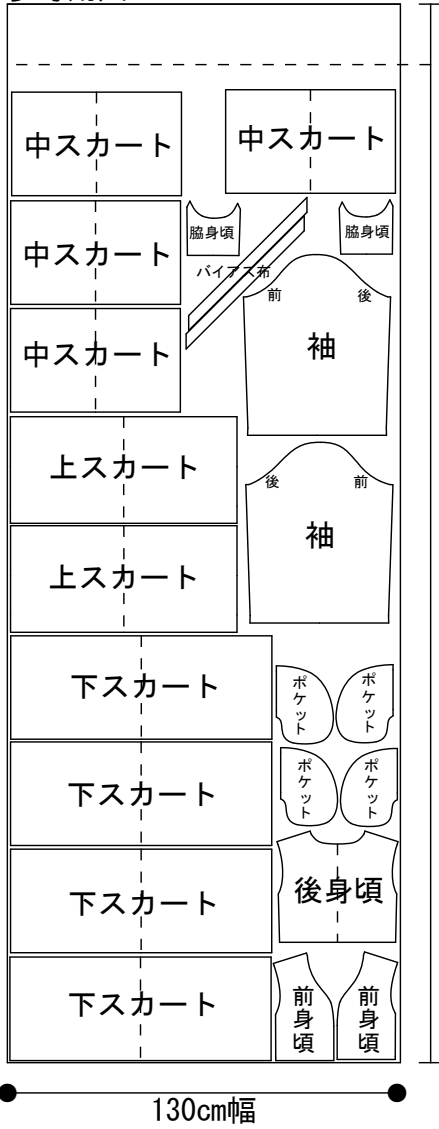 中スカート
中スカート
中スカート
脇身頃
脇身頃
バイアス布
前
後
袖
中スカート
上スカート
後
前
袖
上スカート
下スカート
ポケット
ポケット
下スカート
ポケット
ポケット
下スカート
後身頃
下スカート
前身頃
前身頃
130cm幅